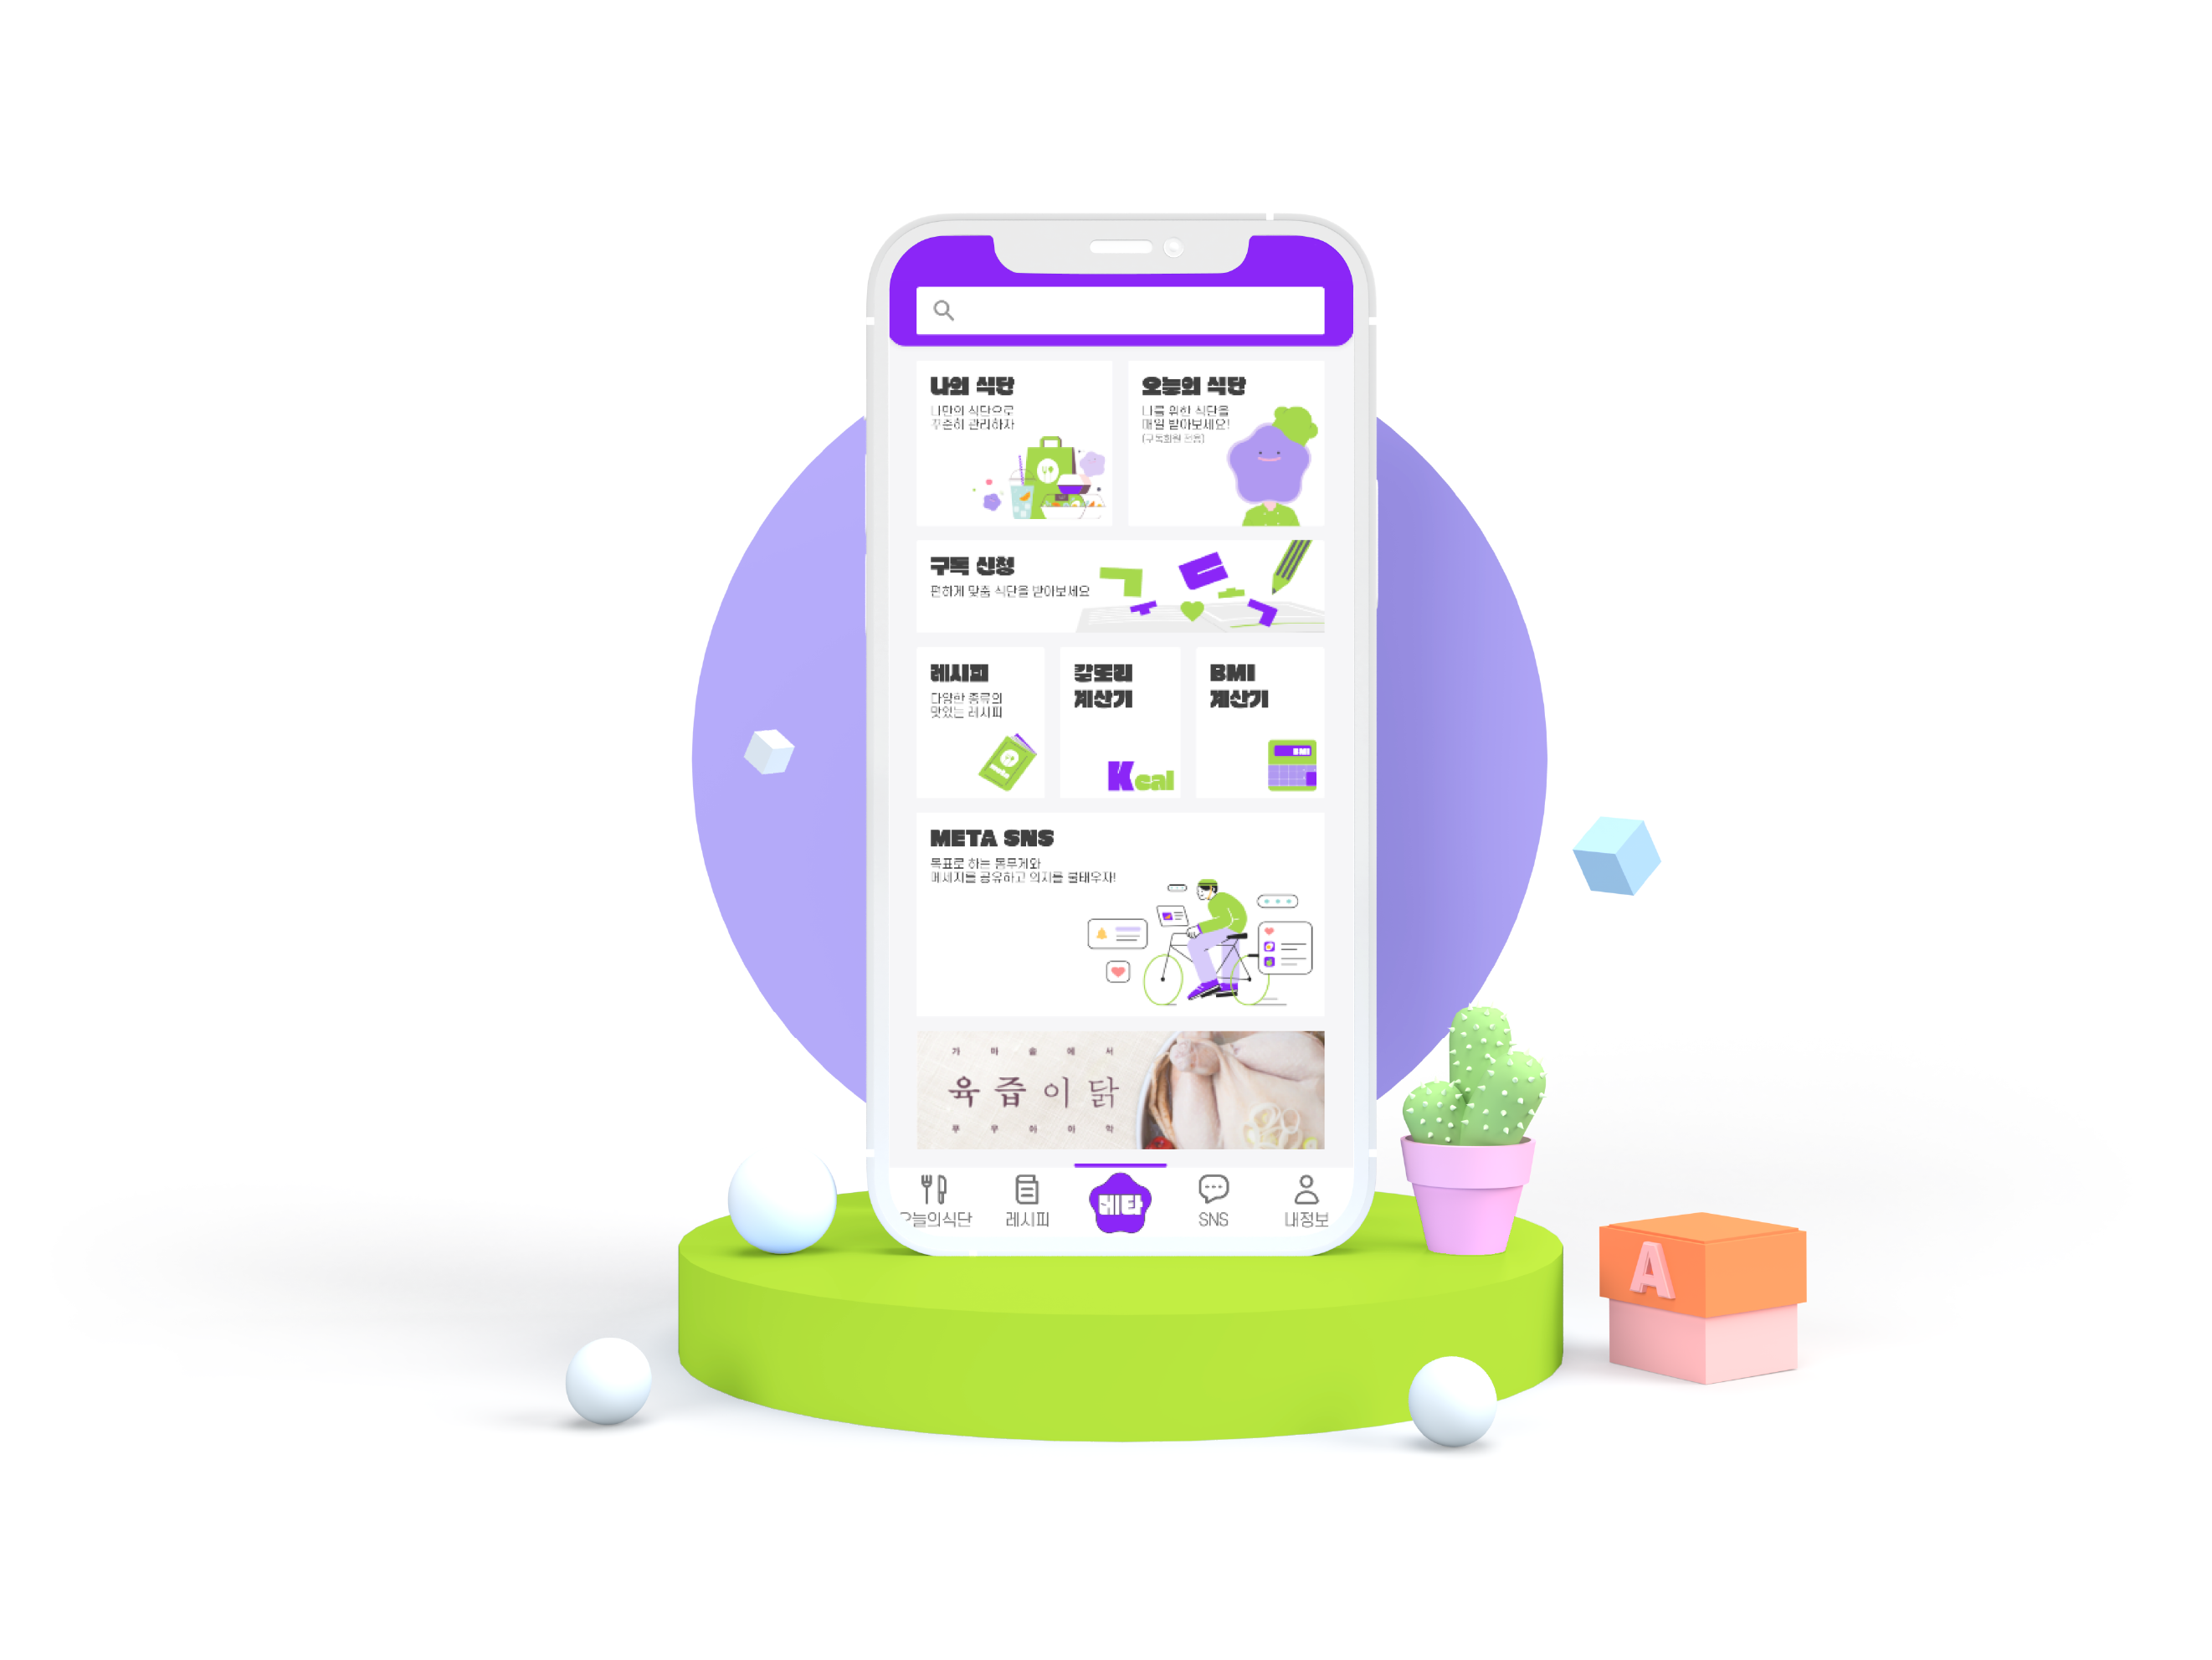 나의 식단
나만의 식단으로
꾸준히 관리하자
오늘의 식단
나를 위한 식단을
매일 받아보세요!
(구독회원 전용)
구독 신청
편하게 맞춤 식단을 받아보세요
레시피
다양한 종류의
맛있는 레시피
칼로리
계산기
Kcal
BMI
계산기
BMI
META SNS
목표로 하는 몸무게와
메세지를 공유하고 의지를 불태우자!
가마솥에서
육즙이닭
푸우아아악
오늘의식단
레시피
메타
SNS
내정보
A